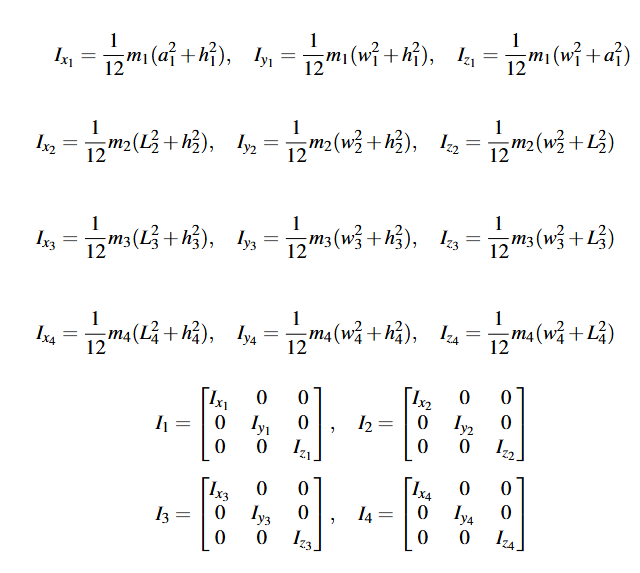 I_{x_1} = \frac{1}{12} m_1(a_1^2 + h_1^2), I_{y_1} = \frac{1}{12} m_1(w_1^2 + h_1^2), I_{z_1} = \frac{1}{12} m_1(w_1^2 + a_1^2)
I_{x_2} = \frac{1}{12} m_2(L_2^2 + h_2^2), I_{y_2} = \frac{1}{12} m_2(w_2^2 + h_2^2), I_{z_2} = \frac{1}{12} m_2(w_2^2 + L_2^2)
I_{x_3} = \frac{1}{12} m_3(L_3^2 + h_3^2), I_{y_3} = \frac{1}{12} m_3(w_3^2 + h_3^2), I_{z_3} = \frac{1}{12} m_3(w_3^2 + L_3^2)
I_{x_4} = \frac{1}{12} m_4(L_4^2 + h_4^2), I_{y_4} = \frac{1}{12} m_4(w_4^2 + h_4^2), I_{z_4} = \frac{1}{12} m_4(w_4^2 + L_4^2)
I_1 = \begin{bmatrix} I_{x_1} & 0 & 0 \\ 0 & I_{y_1} & 0 \\ 0 & 0 & I_{z_1} \end{bmatrix}, I_2 = \begin{bmatrix} I_{x_2} & 0 & 0 \\ 0 & I_{y_2} & 0 \\ 0 & 0 & I_{z_2} \end{bmatrix}
I_3 = \begin{bmatrix} I_{x_3} & 0 & 0 \\ 0 & I_{y_3} & 0 \\ 0 & 0 & I_{z_3} \end{bmatrix}, I_4 = \begin{bmatrix} I_{x_4} & 0 & 0 \\ 0 & I_{y_4} & 0 \\ 0 & 0 & I_{z_4} \end{bmatrix}